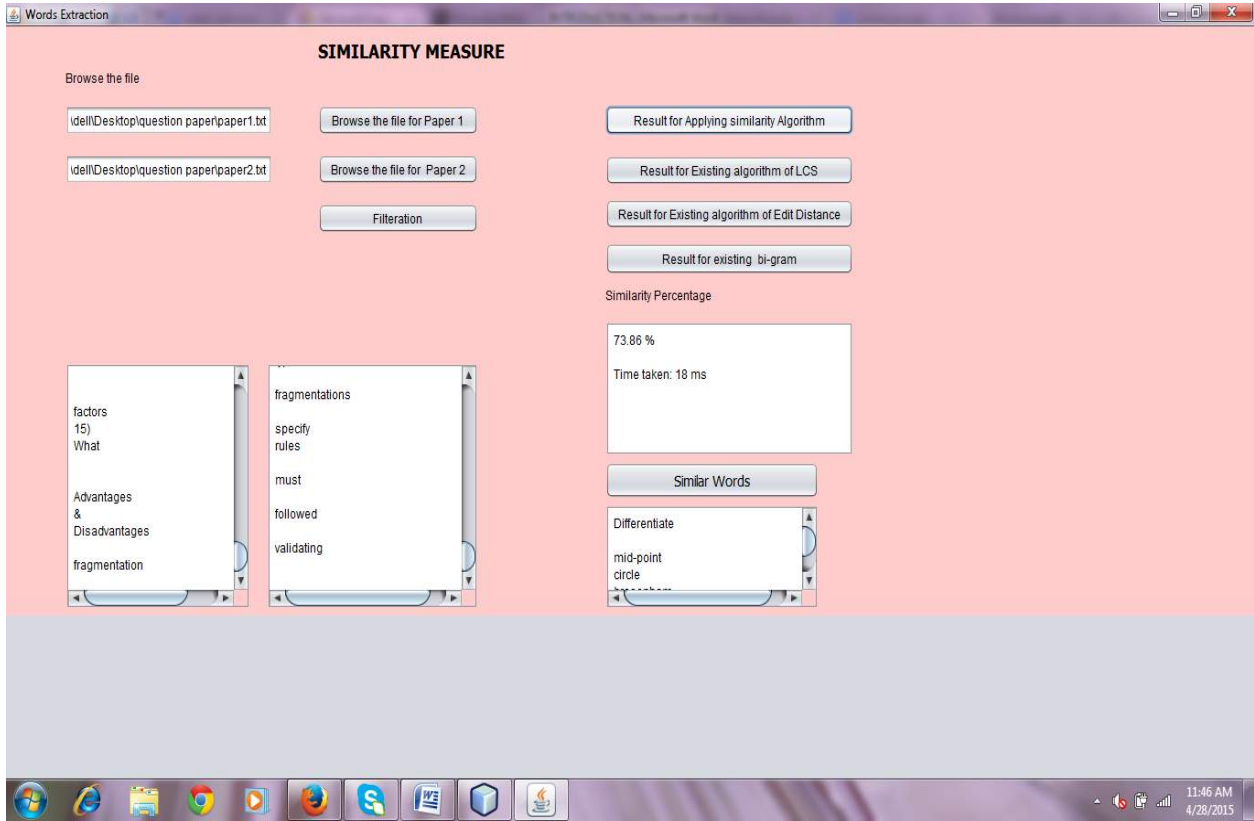 Words Extraction
SIMILARITY MEASURE
Browse the file
\dell\Desktop\question paper\paper1.txt
Browse the file for Paper 1
Result for Applying similarity Algorithm
\dell\Desktop\question paper\paper2.txt
Browse the file for Paper 2
Result for Existing algorithm of LCS
Filteration
Result for Existing algorithm of Edit Distance
Result for existing bi-gram
Similarity Percentage
73.86 %
Time taken: 18 ms
factors
15)
What
Advantages
&
Disadvantages
fragmentation
fragmentations
specify
rules
must
followed
validating
Similar Words
Differentiate
mid-point
circle
11:46 AM
4/28/2015